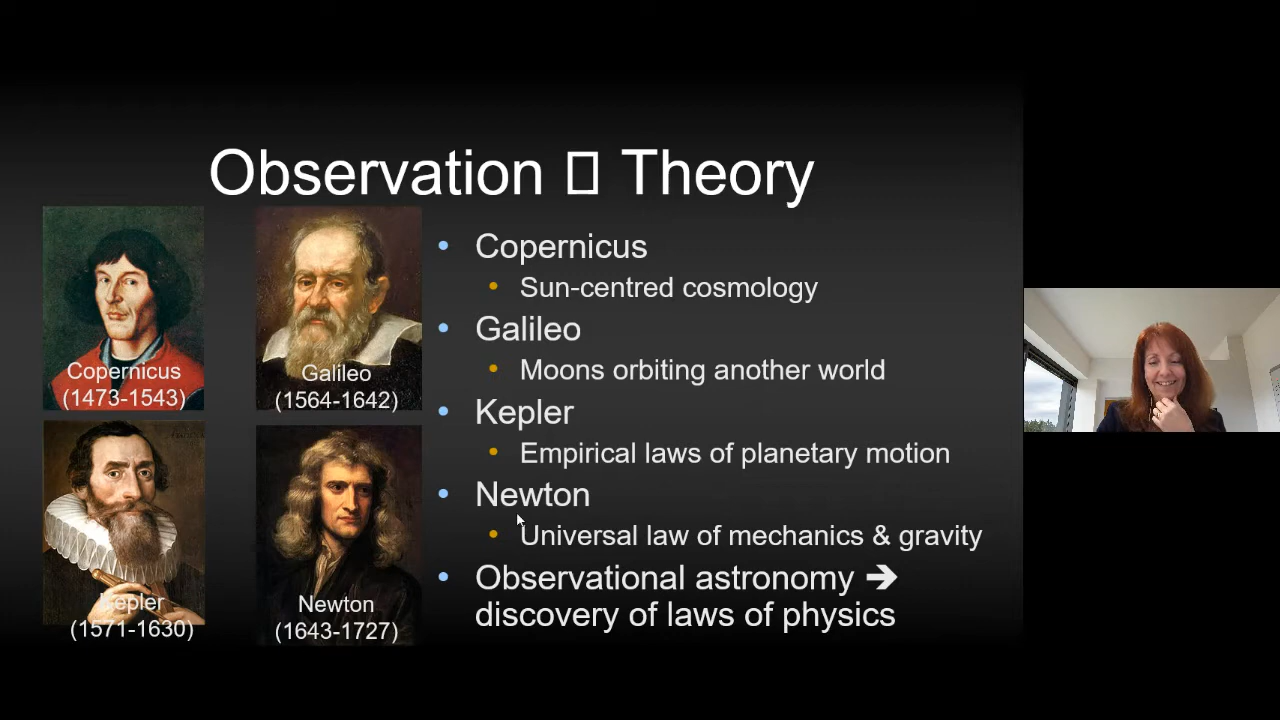 Observation □ Theory
Copernicus
(1473-1543)
Galileo
(1564-1642)
Kepler
(1571-1630)
Newton
(1643-1727)
• Copernicus
• Sun-centred cosmology
• Galileo
• Moons orbiting another world
• Kepler
• Empirical laws of planetary motion
• Newton
• Universal law of mechanics & gravity
• Observational astronomy ➔
discovery of laws of physics